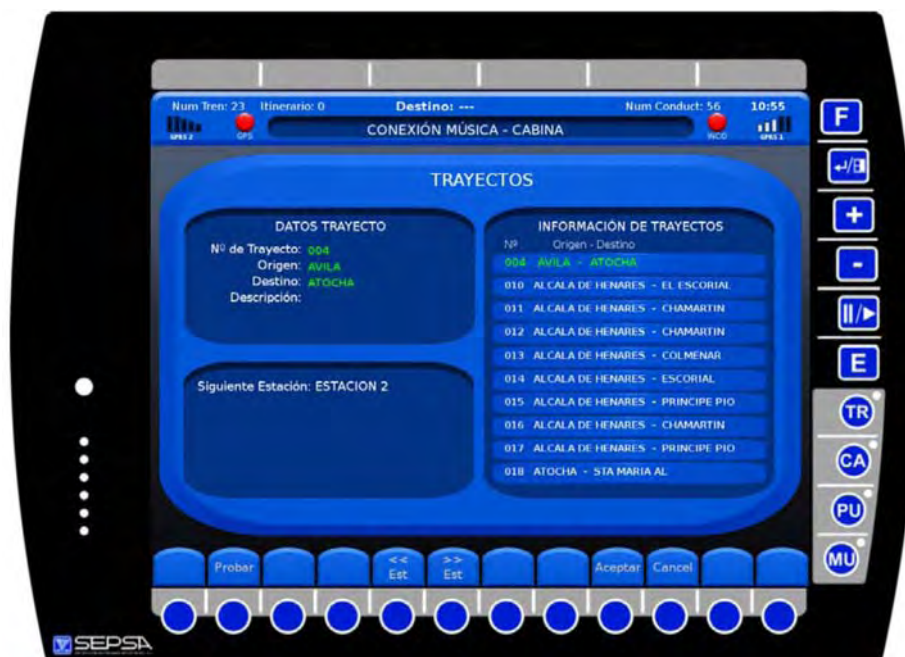 Num Tren: 23 Itinerario: 0 Destino: --- Num Conduct: 56 10:55
GPRS 2 GPS CONEXIÓN MÚSICA - CABINA INCO GPRS 1
TRAYECTOS
DATOS TRAYECTO
Nº de Trayecto: 004
Origen: AVILA
Destino: ATOCHA
Descripción:
Siguiente Estación: ESTACION 2
INFORMACIÓN DE TRAYECTOS
Nº Origen - Destino
004 AVILA - ATOCHA
010 ALCALA DE HENARES - EL ESCORIAL
011 ALCALA DE HENARES - CHAMARTIN
012 ALCALA DE HENARES - CHAMARTIN
013 ALCALA DE HENARES - COLMENAR
014 ALCALA DE HENARES - ESCORIAL
015 ALCALA DE HENARES - PRINCIPE PIO
016 ALCALA DE HENARES - CHAMARTIN
017 ALCALA DE HENARES - PRINCIPE PIO
018 ATOCHA - STA MARIA AL
Probar
<< Est
>> Est
Aceptar
Cancel
F
+
-
E
TR
CA
PU
MU
SEPSA